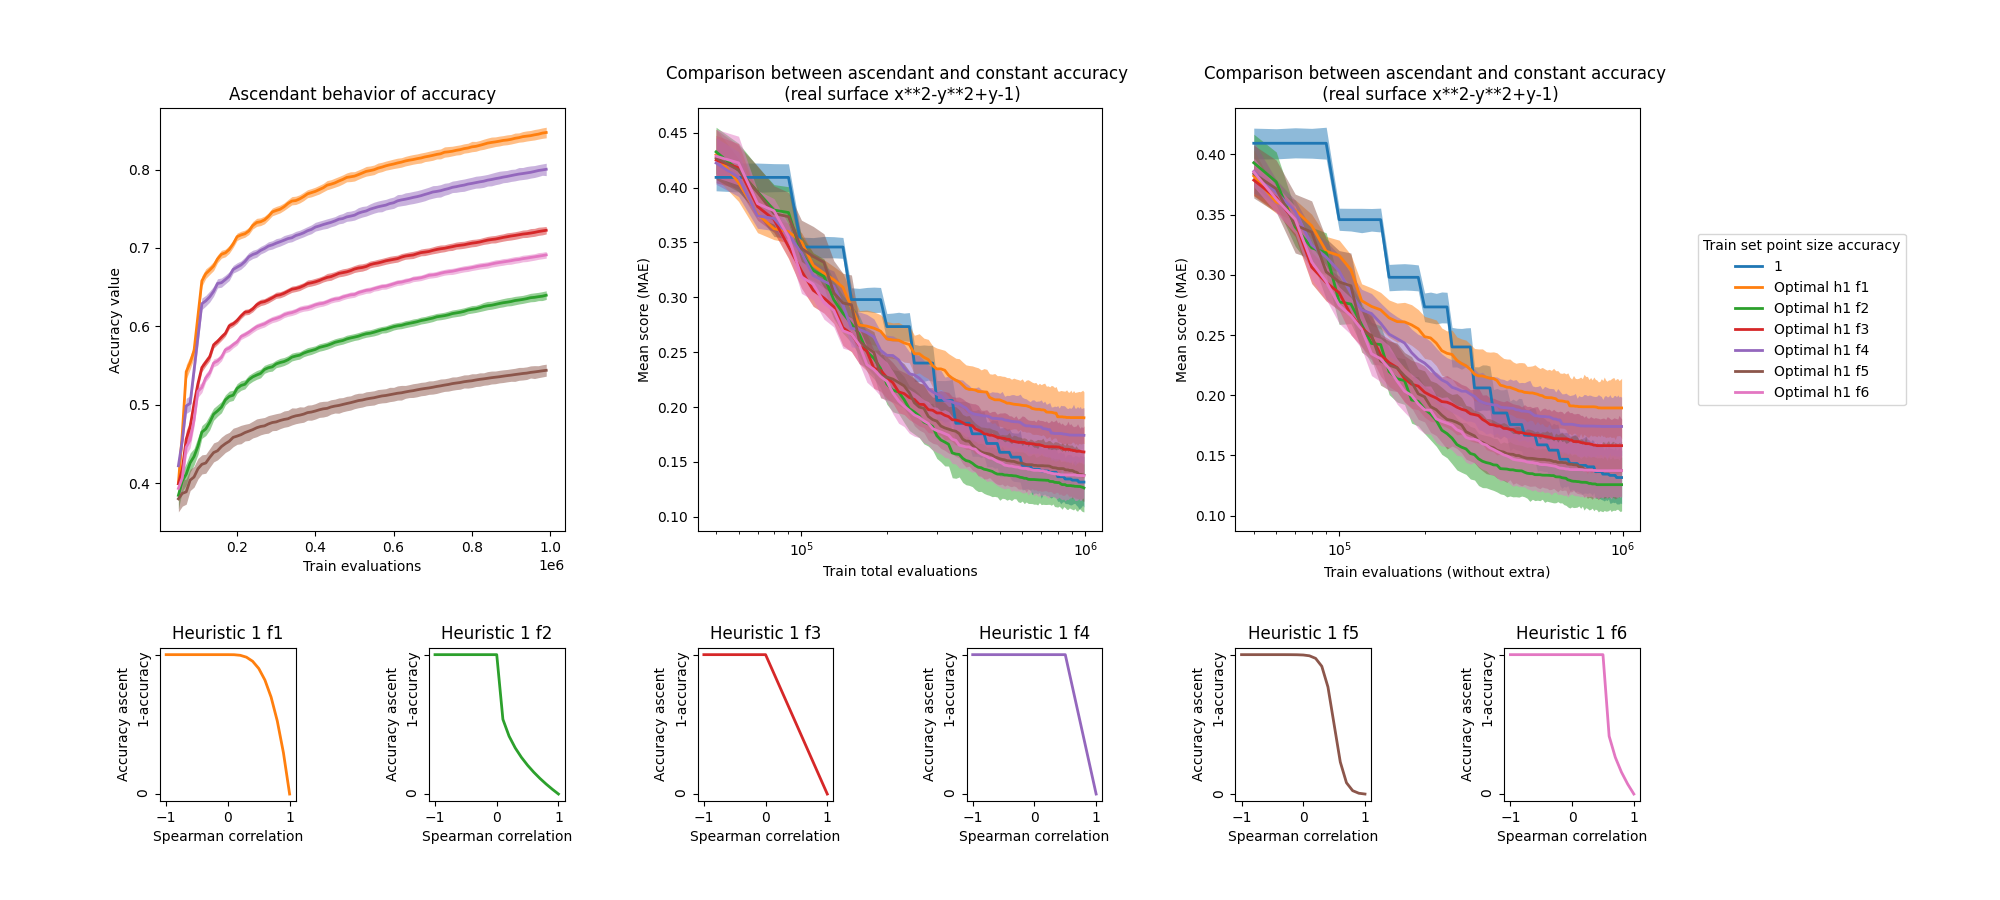 Ascendant behavior of accuracy
Accuracy value
0.8
0.7
0.6
0.5
0.4
0.2
0.4
0.6
0.8
1.0
1e6
Train evaluations
Comparison between ascendant and constant accuracy
(real surface x**2-y**2+y-1)
Mean score (MAE)
0.45
0.40
0.35
0.30
0.25
0.20
0.15
0.10
10^5
10^6
Train total evaluations
Comparison between ascendant and constant accuracy
(real surface x**2-y**2+y-1)
Mean score (MAE)
0.40
0.35
0.30
0.25
0.20
0.15
0.10
10^5
10^6
Train evaluations (without extra)
Train set point size accuracy
1
Optimal h1 f1
Optimal h1 f2
Optimal h1 f3
Optimal h1 f4
Optimal h1 f5
Optimal h1 f6
Heuristic 1 f1
Accuracy ascent
1-accuracy
0
−1
0
1
Spearman correlation
Heuristic 1 f2
Accuracy ascent
1-accuracy
0
−1
0
1
Spearman correlation
Heuristic 1 f3
Accuracy ascent
1-accuracy
0
−1
0
1
Spearman correlation
Heuristic 1 f4
Accuracy ascent
1-accuracy
0
−1
0
1
Spearman correlation
Heuristic 1 f5
Accuracy ascent
1-accuracy
0
−1
0
1
Spearman correlation
Heuristic 1 f6
Accuracy ascent
1-accuracy
0
−1
0
1
Spearman correlation